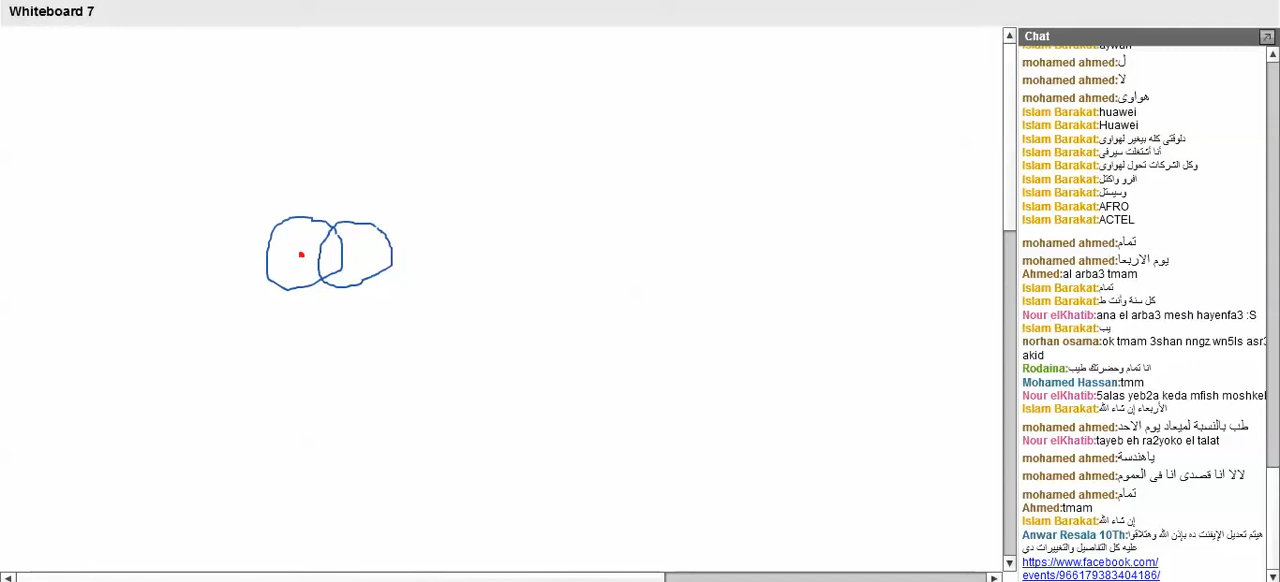 Whiteboard 7
Chat
mohamed ahmed:ل
mohamed ahmed:لا
mohamed ahmed:هواوى
Islam Barakat:huawei
Islam Barakat:Huawei
Islam Barakat:دلوقتى كله بيغير لهواوى
Islam Barakat:أنا أشتغلت سيرفى
Islam Barakat:وكل الشركات تحول لهواوى
Islam Barakat:افرو واكتل
Islam Barakat:وسيستل
Islam Barakat:AFRO
Islam Barakat:ACTEL
mohamed ahmed:تمام
mohamed ahmed:يوم الاربعا
Ahmed:al arba3 tmam
Islam Barakat:تمام
Islam Barakat:كل سنة وأنت ط
Nour elKhatib:ana el arba3 mesh hayenfa3 :S
Islam Barakat:يب
norhan osama:ok tmam 3shan nngz wn5ls asr3
akid
Rodaina:انا تمام وحضرتك طيب
Mohamed Hassan:tmm
Nour elKhatib:5alas yeb2a keda mfish moshkel
Islam Barakat:الأربعاء إن شاء الله
mohamed ahmed:طب بالنسبة لميعاد يوم الاحد
Nour elKhatib:tayeb eh ra2yoko el talat
mohamed ahmed:ياهندسة
mohamed ahmed:لالا انا قصدى انا فى العموم
mohamed ahmed:تمام
Ahmed:tmam
Islam Barakat:إن شاء الله
Anwar Resala 10Th:هيتم تعديل الإيفنت ده بإذن الله وهتلاقوا
عليه كل التفاصيل والتغييرات دي
https://www.facebook.com/
events/966179383404186/